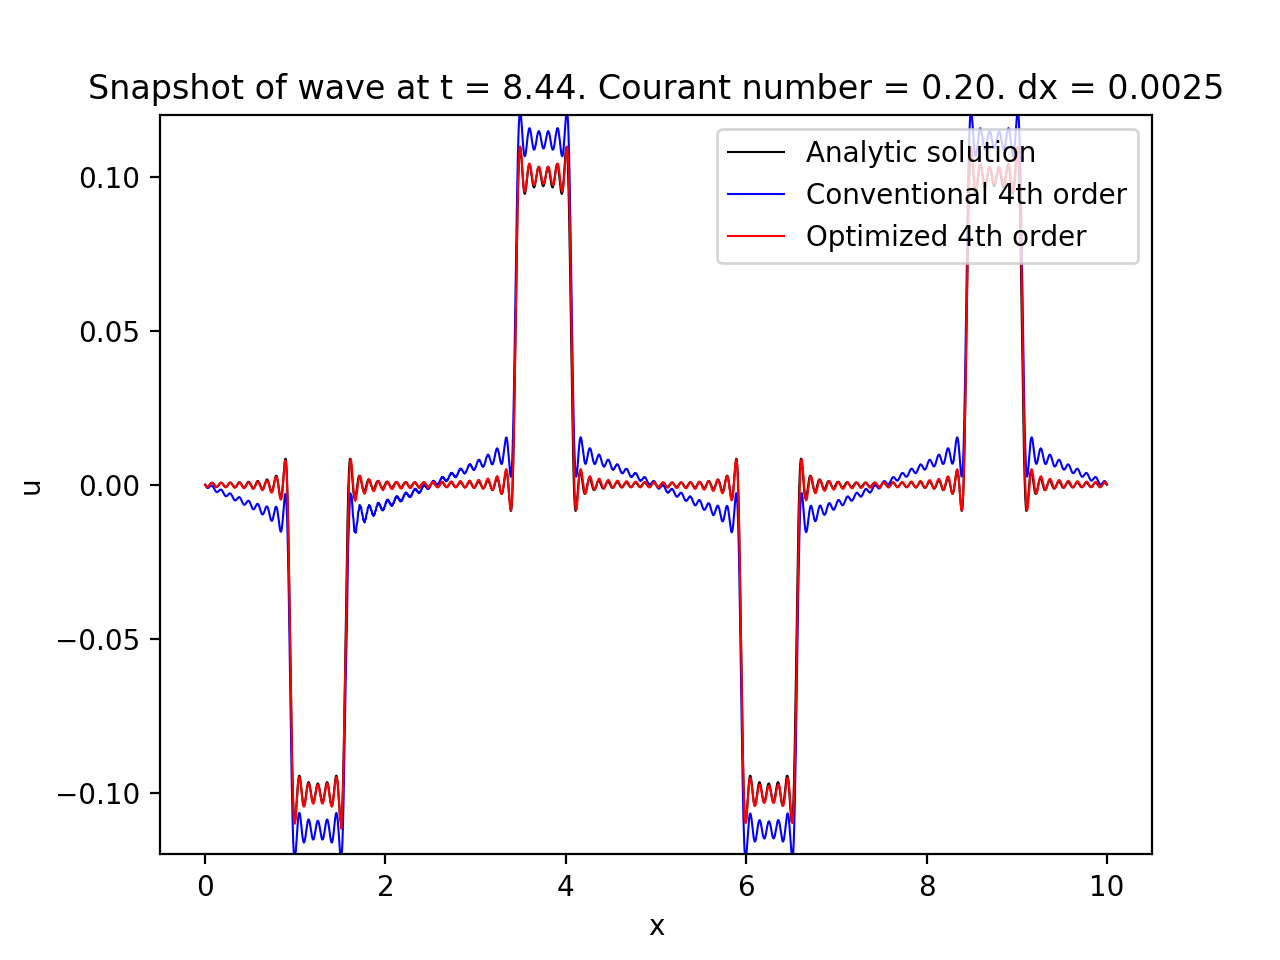 Snapshot of wave at t = 8.44. Courant number = 0.20. dx = 0.0025
Analytic solution
Conventional 4th order
Optimized 4th order
0.10
0.05
0.00
−0.05
−0.10
u
0 2 4 6 8 10
x